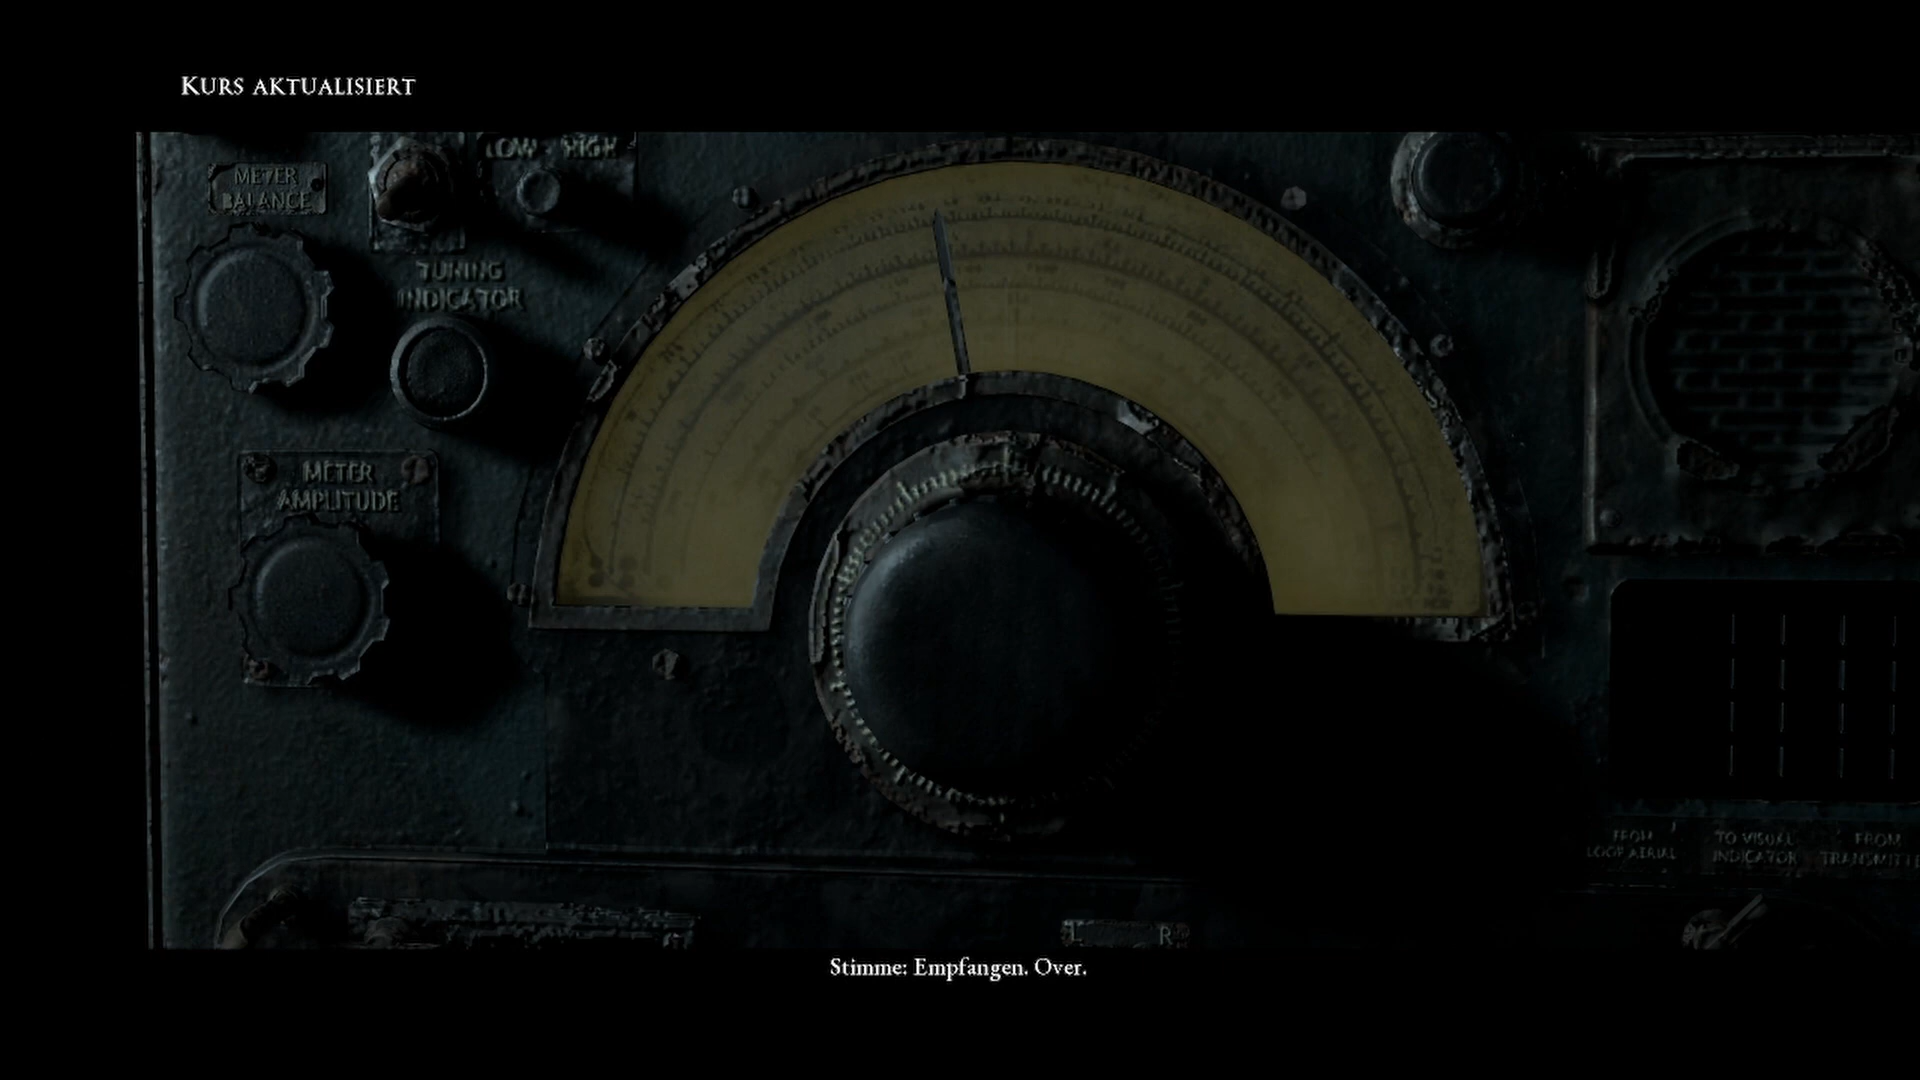 Kurs aktualisiert
LOW - HIGH
METER
BALANCE
TUNING
INDICATOR
METER
AMPLITUDE
FROM
LOOP AERIAL
TO VISUAL
INDICATOR
FROM
TRANSMITTE
L R
Stimme: Empfangen. Over.